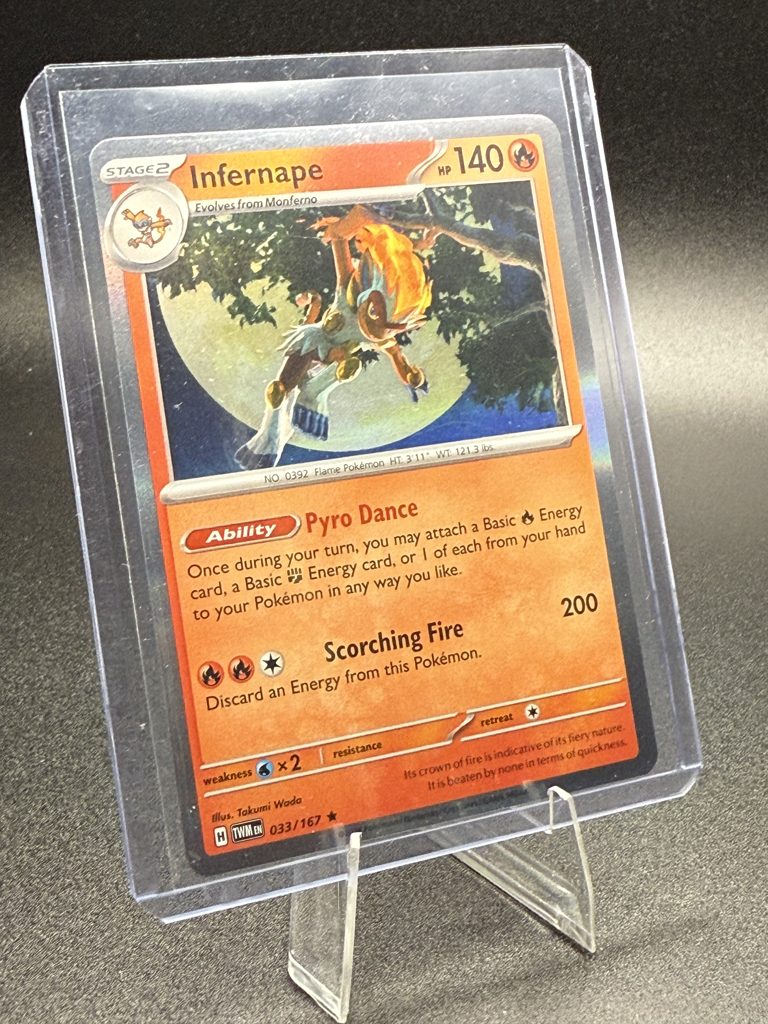 STAGE2 Infernape HP 140
Evolves from Monferno
NO. 0392 Flame Pokémon HT: 3'11" WT: 121.3 lbs.
Ability Pyro Dance
Once during your turn, you may attach a Basic Energy
card, a Basic Energy card, or 1 of each from your hand
to your Pokémon in any way you like.
Scorching Fire 200
Discard an Energy from this Pokémon.
weakness ×2 resistance retreat
Its crown of fire is indicative of its fiery nature.
It is beaten by none in terms of quickness.
Illus. Takumi Wada
H TWM EN 033/167 ★